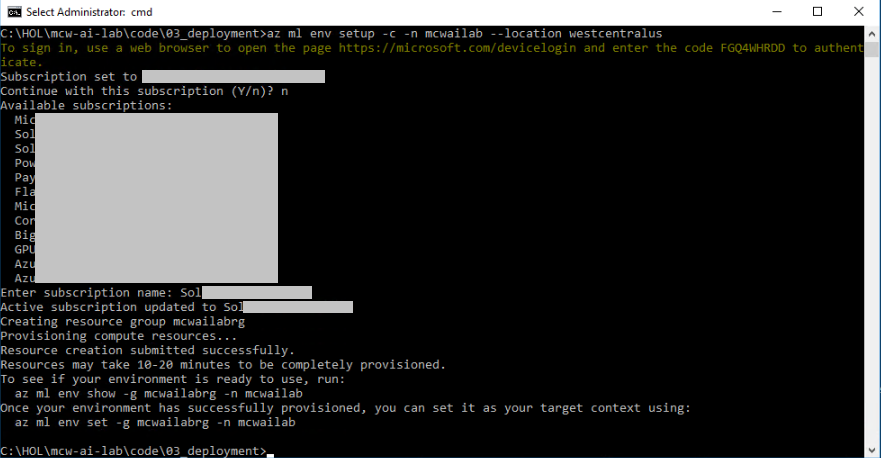 Select Administrator: cmd
C:\HOL\mcw-ai-lab\code\03_deployment>az ml env setup -c -n mcwailab --location westcentralus
To sign in, use a web browser to open the page https://microsoft.com/devicelogin and enter the code FGQ4WHRDD to authent
icate.
Subscription set to
Continue with this subscription (Y/n)? n
Available subscriptions:
Mic
Sol
Sol
Pow
Pay
Fla
Mic
Cor
Big
GPU
Azu
Azu
Enter subscription name: Sol
Active subscription updated to Sol
Creating resource group mcwailabrg
Provisioning compute resources...
Resource creation submitted successfully.
Resources may take 10-20 minutes to be completely provisioned.
To see if your environment is ready to use, run:
az ml env show -g mcwailabrg -n mcwailab
Once your environment has successfully provisioned, you can set it as your target context using:
az ml env set -g mcwailabrg -n mcwailab
C:\HOL\mcw-ai-lab\code\03_deployment>